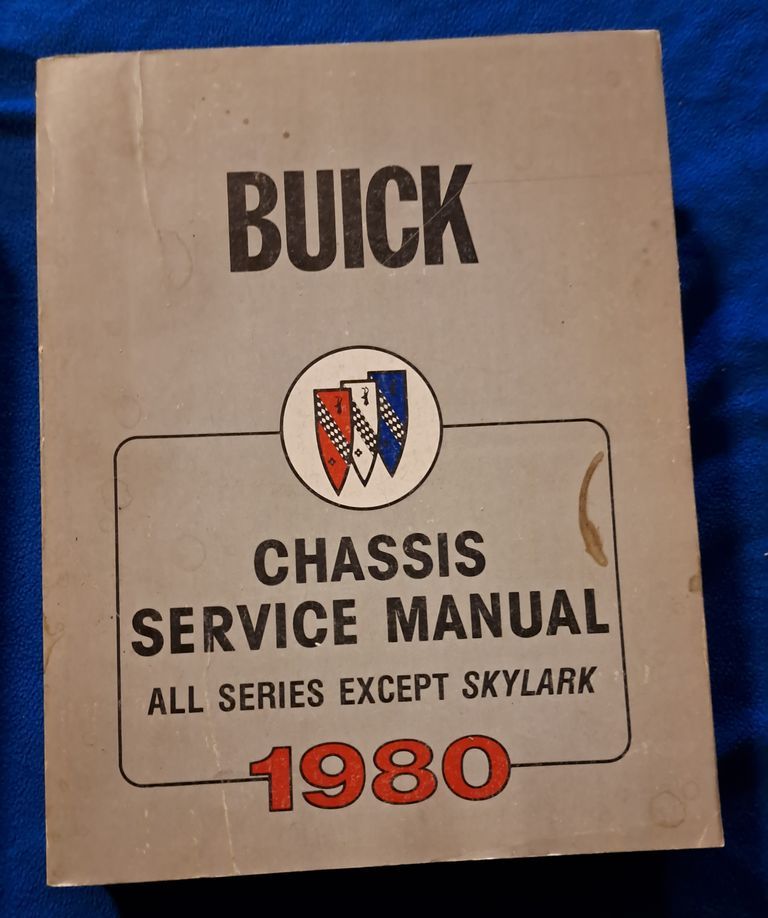 BUICK
CHASSIS
SERVICE MANUAL
ALL SERIES EXCEPT SKYLARK
1980